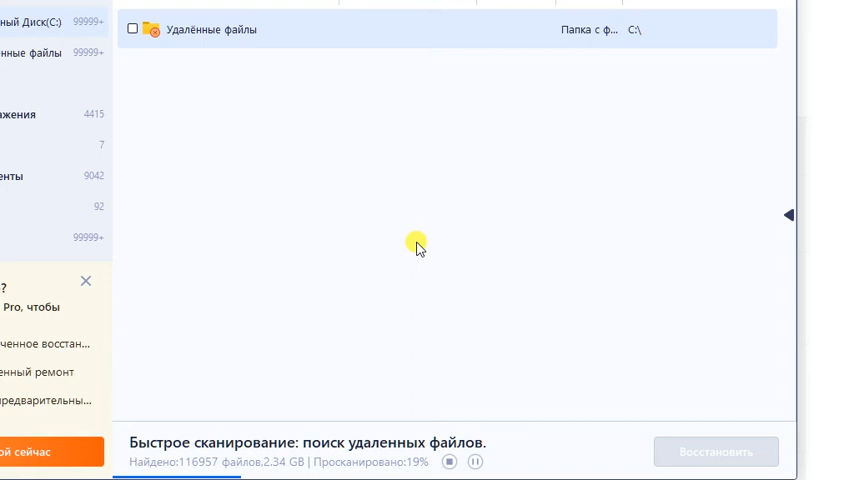 ный Диск(C:) 99999+
Удалённые файлы Папка с ф... C:\
нные файлы 99999+
ажения 4415
7
енты 9042
92
99999+
?
Pro, чтобы
ченное восстан...
енный ремонт
предварительны...
ой сейчас
Быстрое сканирование: поиск удаленных файлов.
Найдено:116957 файлов,2.34 GB | Просканировано:19%
Восстановить